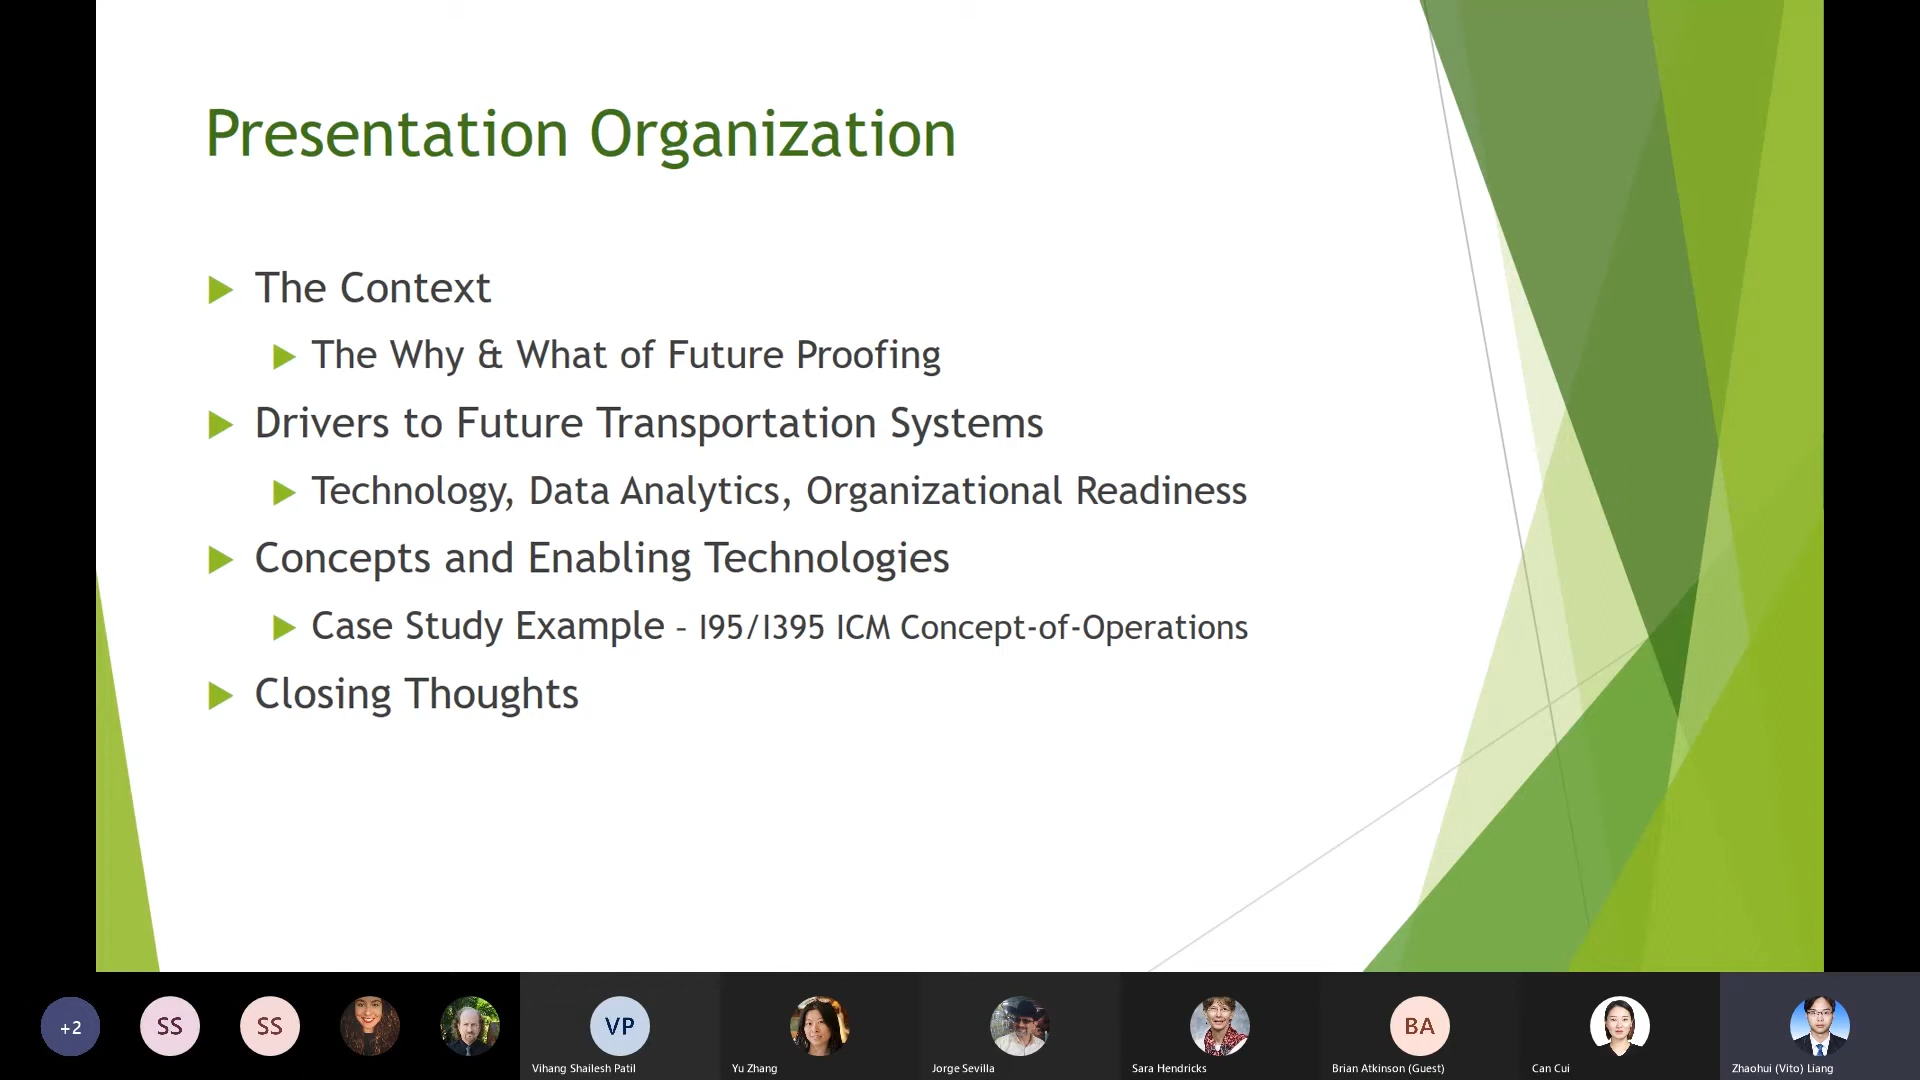 Presentation Organization
The Context
The Why & What of Future Proofing
Drivers to Future Transportation Systems
Technology, Data Analytics, Organizational Readiness
Concepts and Enabling Technologies
Case Study Example – I95/I395 ICM Concept-of-Operations
Closing Thoughts
+2
SS
SS
VP
BA
Vihang Shailesh Patil
Yu Zhang
Jorge Sevilla
Sara Hendricks
Brian Atkinson (Guest)
Can Cui
Zhaohui (Vito) Liang